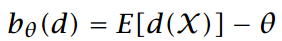 b_θ(d) = E[d(X)] − θ